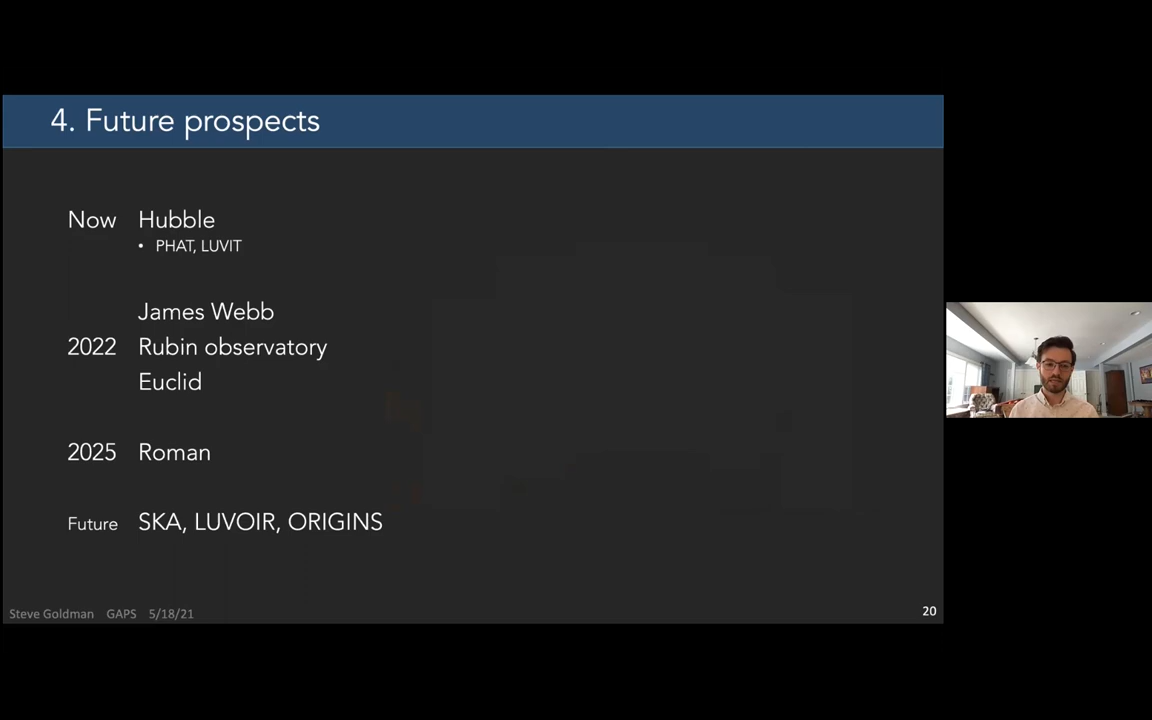 4. Future prospects
Now Hubble
• PHAT, LUVIT
James Webb
2022 Rubin observatory
Euclid
2025 Roman
Future SKA, LUVOIR, ORIGINS
Steve Goldman GAPS 5/18/21
20